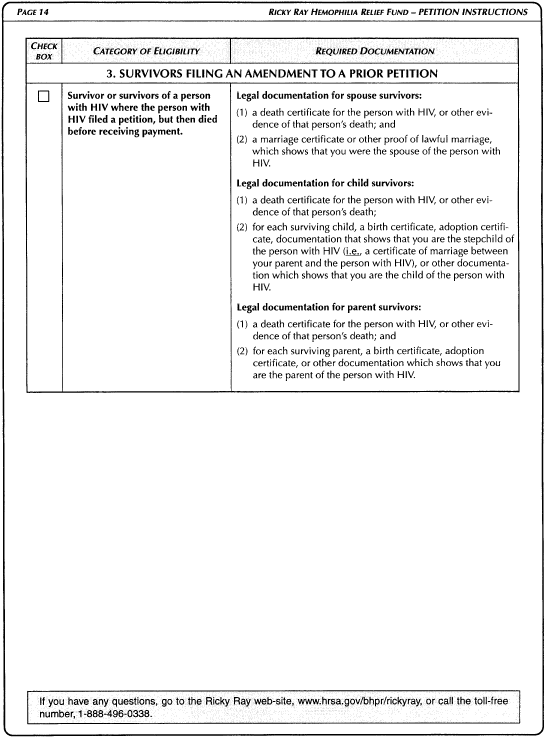 PAGE 14 RICKY RAY HEMOPHILIA RELIEF FUND – PETITION INSTRUCTIONS
CHECK BOX CATEGORY OF ELIGIBILITY REQUIRED DOCUMENTATION
3. SURVIVORS FILING AN AMENDMENT TO A PRIOR PETITION
Survivor or survivors of a person
with HIV where the person with
HIV filed a petition, but then died
before receiving payment.
Legal documentation for spouse survivors:
(1) a death certificate for the person with HIV, or other evi-
dence of that person's death; and
(2) a marriage certificate or other proof of lawful marriage,
which shows that you were the spouse of the person with
HIV.
Legal documentation for child survivors:
(1) a death certificate for the person with HIV, or other evi-
dence of that person's death;
(2) for each surviving child, a birth certificate, adoption certifi-
cate, documentation that shows that you are the stepchild of
the person with HIV (i.e., a certificate of marriage between
your parent and the person with HIV), or other documenta-
tion which shows that you are the child of the person with
HIV.
Legal documentation for parent survivors:
(1) a death certificate for the person with HIV, or other evi-
dence of that person's death; and
(2) for each surviving parent, a birth certificate, adoption
certificate, or other documentation which shows that you
are the parent of the person with HIV.
If you have any questions, go to the Ricky Ray web-site, www.hrsa.gov/bhpr/rickyray, or call the toll-free
number, 1-888-496-0338.